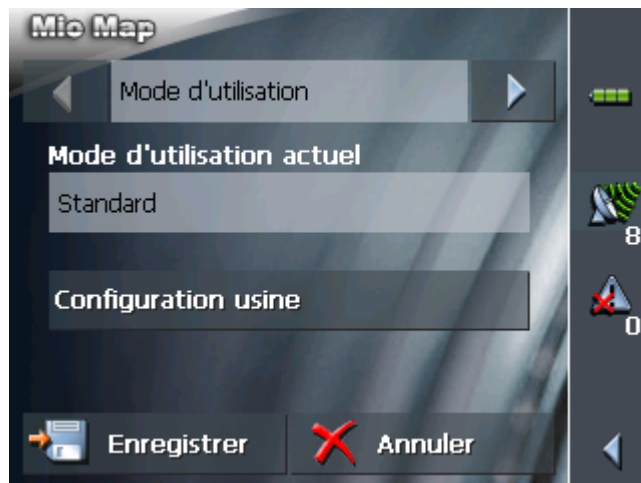 Mio Map
Mode d'utilisation
Mode d'utilisation actuel
Standard
8
Configuration usine
0
Enregistrer
Annuler